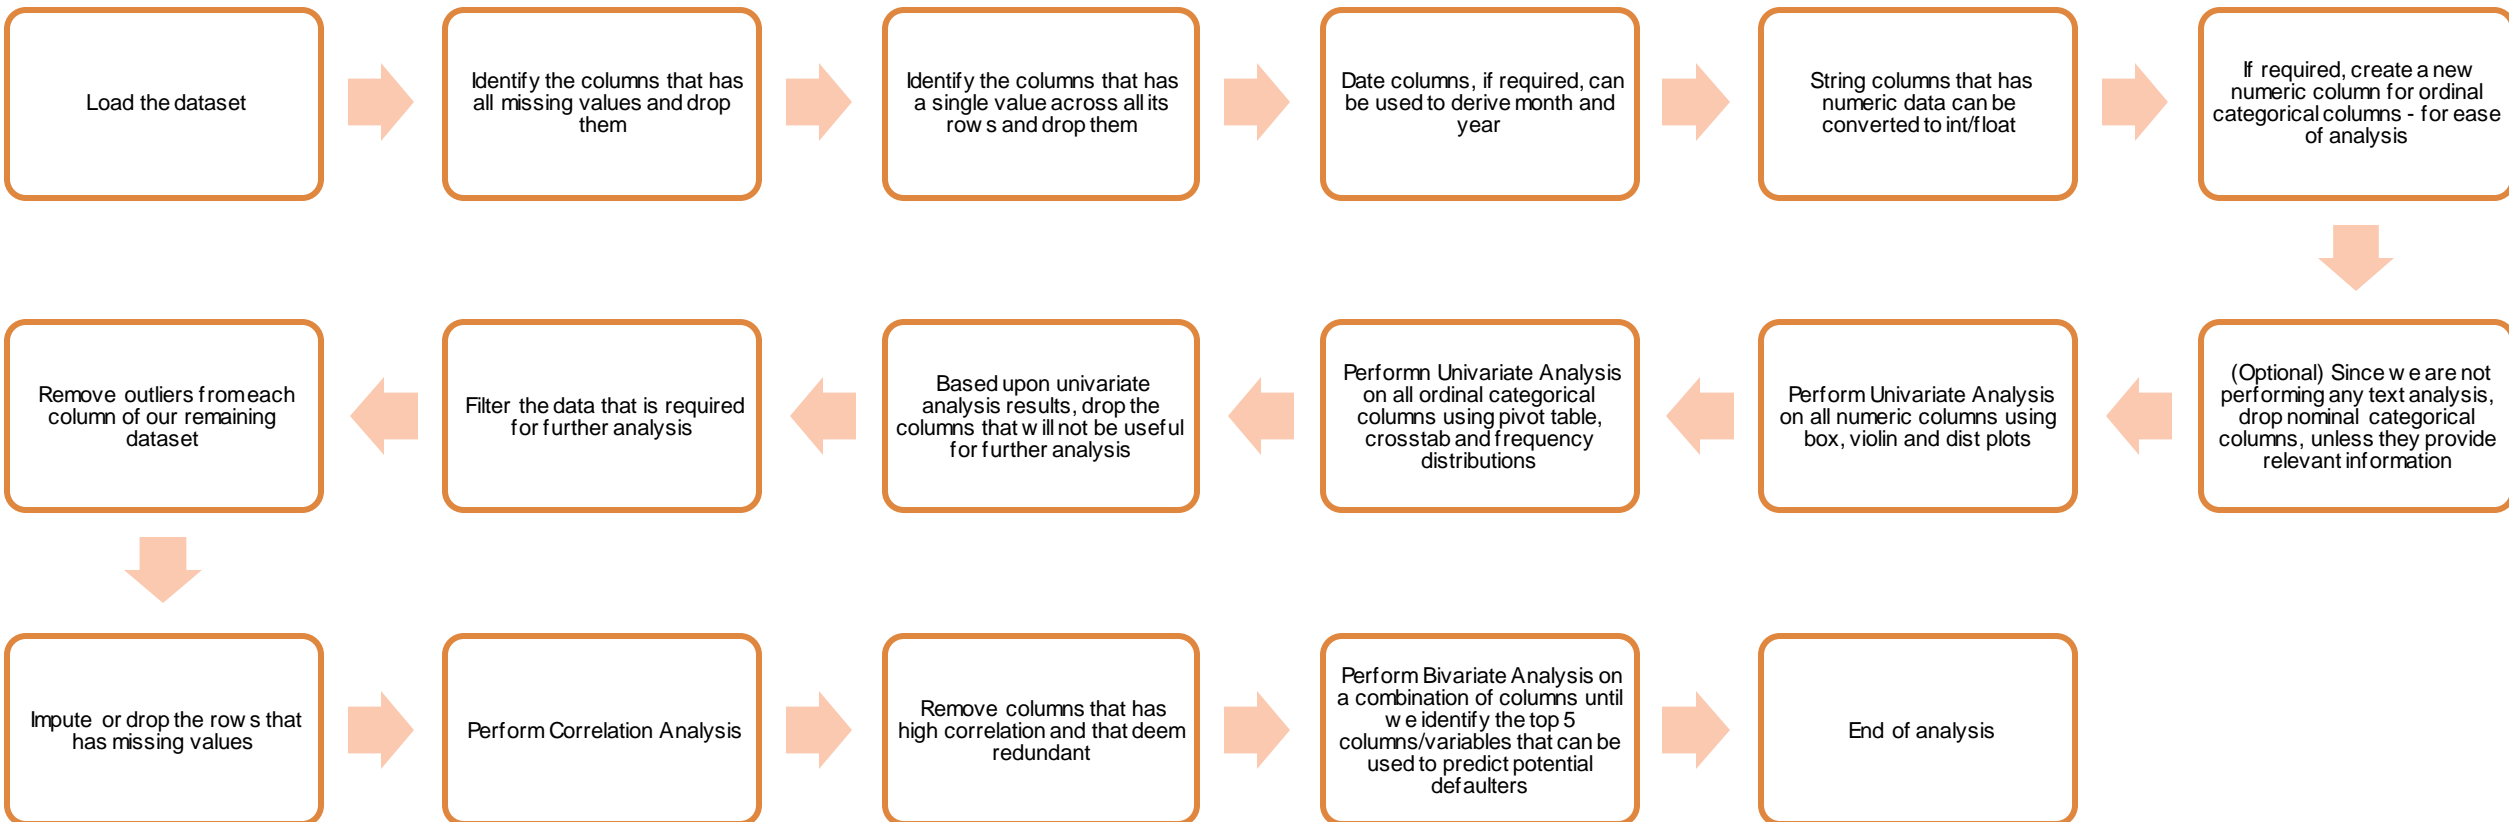 Load the dataset
Identify the columns that has
all missing values and drop
them
Identify the columns that has
a single value across all its
rows and drop them
Date columns, if required, can
be used to derive month and
year
String columns that has
numeric data can be
converted to int/float
If required, create a new
numeric column for ordinal
categorical columns - for ease
of analysis
(Optional) Since we are not
performing any text analysis,
drop nominal categorical
columns, unless they provide
relevant information
Performn Univariate Analysis
on all numeric columns using
box, violin and dist plots
Performn Univariate Analysis
on all ordinal categorical
columns using pivot table,
crosstab and frequency
distributions
Based upon univariate
analysis results, drop the
columns that will not be useful
for further analysis
Filter the data that is required
for further analysis
Remove outliers from each
column of our remaining
dataset
Impute or drop the rows that
has missing values
Perform Correlation Analysis
Remove columns that has
high correlation and that deem
redundant
Perform Bivariate Analysis on
a combination of columns until
we identify the top 5
columns/variables that can be
used to predict potential
defaulters
End of analysis